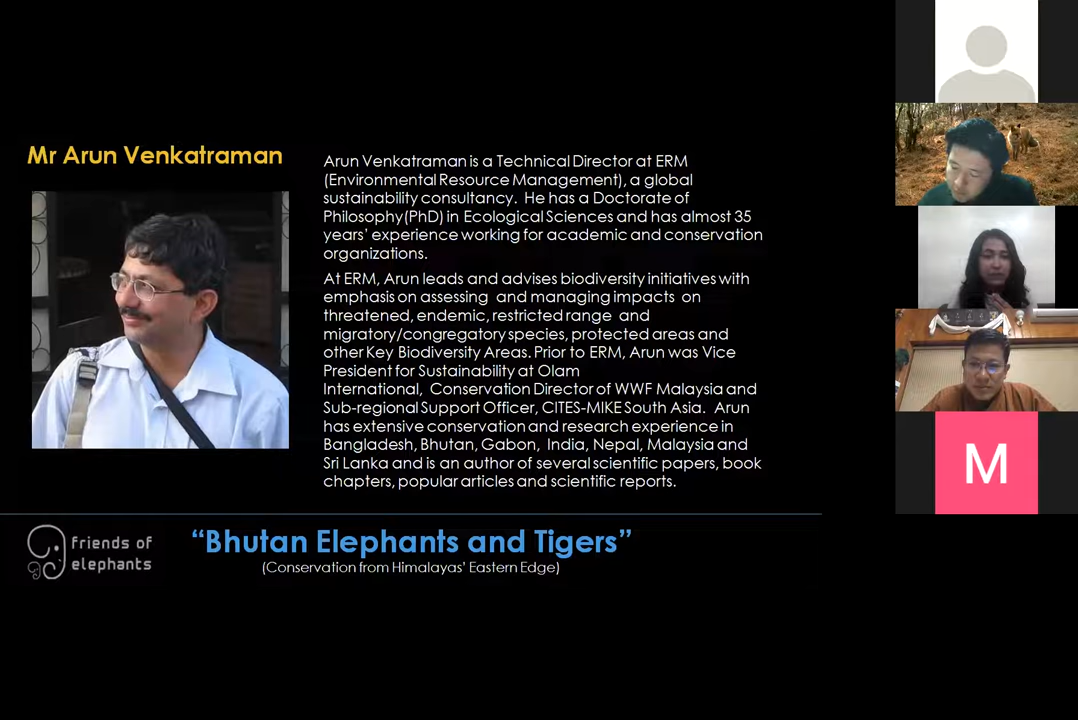 Mr Arun Venkatraman
Arun Venkatraman is a Technical Director at ERM
(Environmental Resource Management), a global
sustainability consultancy. He has a Doctorate of
Philosophy(PhD) in Ecological Sciences and has almost 35
years' experience working for academic and conservation
organizations.
At ERM, Arun leads and advises biodiversity initiatives with
emphasis on assessing and managing impacts on
threatened, endemic, restricted range and
migratory/congregatory species, protected areas and
other Key Biodiversity Areas. Prior to ERM, Arun was Vice
President for Sustainability at Olam
International, Conservation Director of WWF Malaysia and
Sub-regional Support Officer, CITES-MIKE South Asia. Arun
has extensive conservation and research experience in
Bangladesh, Bhutan, Gabon, India, Nepal, Malaysia and
Sri Lanka and is an author of several scientific papers, book
chapters, popular articles and scientific reports.
friends of
elephants
“Bhutan Elephants and Tigers”
(Conservation from Himalayas' Eastern Edge)
M